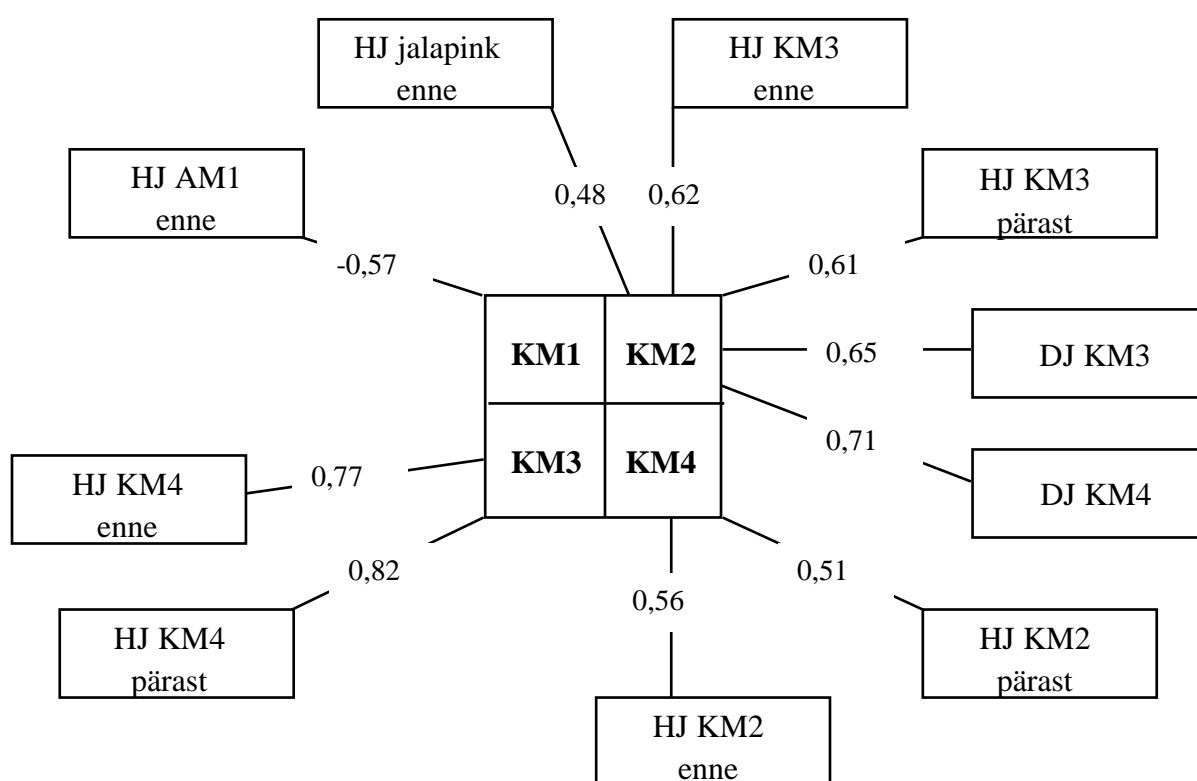 HJ jalapink
enne
HJ KM3
enne
HJ AM1
enne
HJ KM3
pärast
0,48
0,62
-0,57
0,61
KM1
KM2
0,65
DJ KM3
0,71
KM3
KM4
DJ KM4
HJ KM4
enne
0,77
0,82
0,51
0,56
HJ KM4
pärast
HJ KM2
pärast
HJ KM2
enne